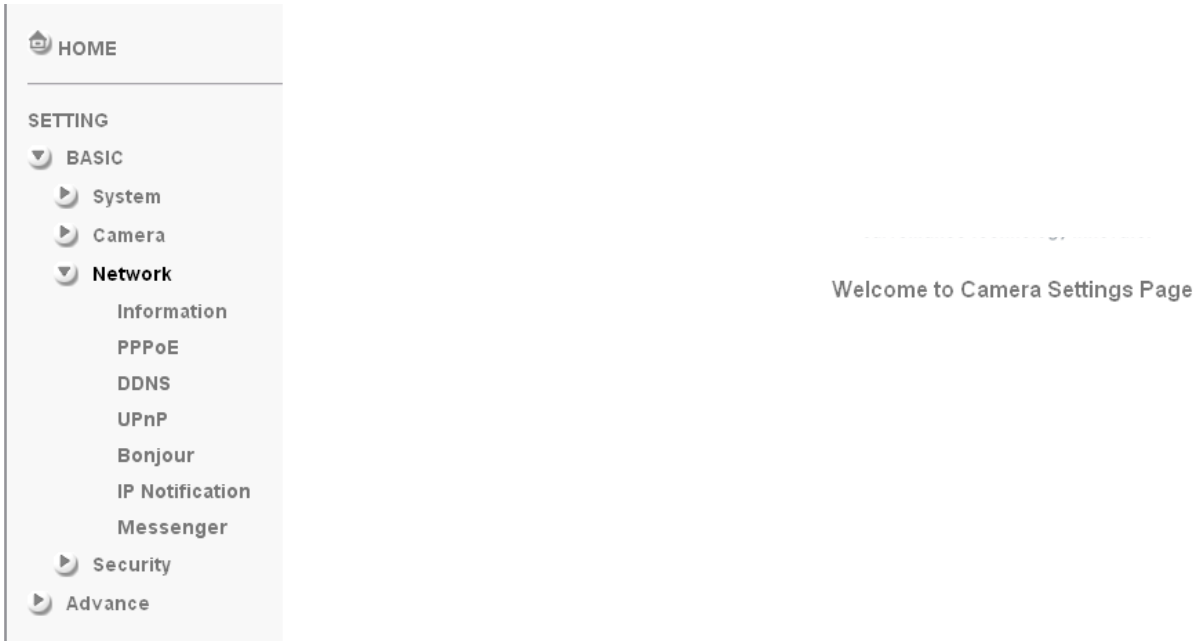 HOME
SETTING
BASIC
System
Camera
Network
Information
PPPoE
DDNS
UPnP
Bonjour
IP Notification
Messenger
Security
Advance
Welcome to Camera Settings Page